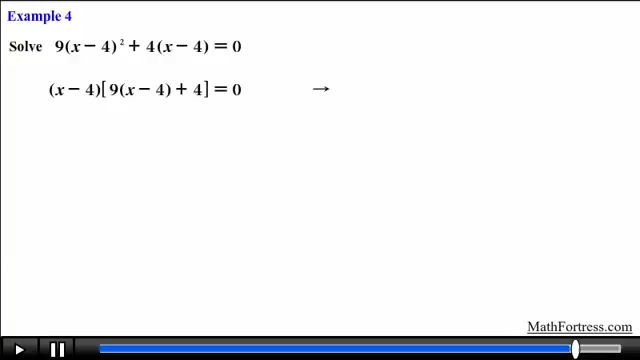 Example 4
Solve 9(x − 4)² + 4(x − 4) = 0
(x − 4)[ 9(x − 4) + 4] = 0 →
MathFortress.com